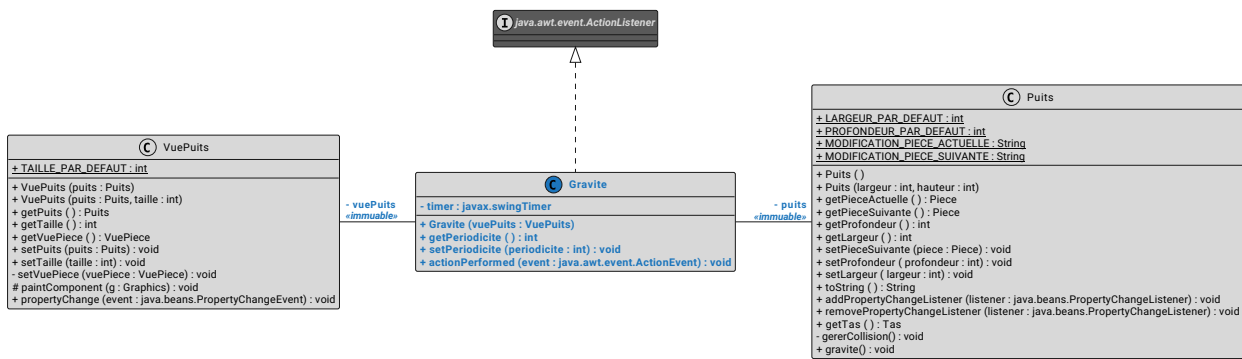 I java.awt.event.ActionListener
C VuePuits
+ TAILLE_PAR_DEFAUT : int
+ VuePuits (puits : Puits)
+ VuePuits (puits : Puits, taille : int)
+ getPuits ( ) : Puits
+ getTaille ( ) : int
+ getVuePiece ( ) : VuePiece
+ setPuits (puits : Puits) : void
+ setTaille (taille : int) : void
- setVuePiece (vuePiece : VuePiece) : void
# paintComponent (g : Graphics) : void
+ propertyChange (event : java.beans.PropertyChangeEvent) : void
- vuePuits
«immuable»
C Gravite
- timer : javax.swingTimer
+ Gravite (vuePuits : VuePuits)
+ getPeriodicite ( ) : int
+ setPeriodicite (periodicite : int) : void
+ actionPerformed (event : java.awt.event.ActionEvent) : void
- puits
«immuable»
C Puits
+ LARGEUR_PAR_DEFAUT : int
+ PROFONDEUR_PAR_DEFAUT : int
+ MODIFICATION_PIECE_ACTUELLE : String
+ MODIFICATION_PIECE_SUIVANTE : String
+ Puits ( )
+ Puits (largeur : int, hauteur : int)
+ getPieceActuelle ( ) : Piece
+ getPieceSuivante ( ) : Piece
+ getProfondeur ( ) : int
+ getLargeur ( ) : int
+ setPieceSuivante (piece : Piece) : void
+ setProfondeur ( profondeur : int) : void
+ setLargeur ( largeur : int) : void
+ toString ( ) : String
+ addPropertyChangeListener (listener : java.beans.PropertyChangeListener) : void
+ removePropertyChangeListener (listener : java.beans.PropertyChangeListener) : void
+ getTas ( ) : Tas
- gererCollision() : void
+ gravite() : void